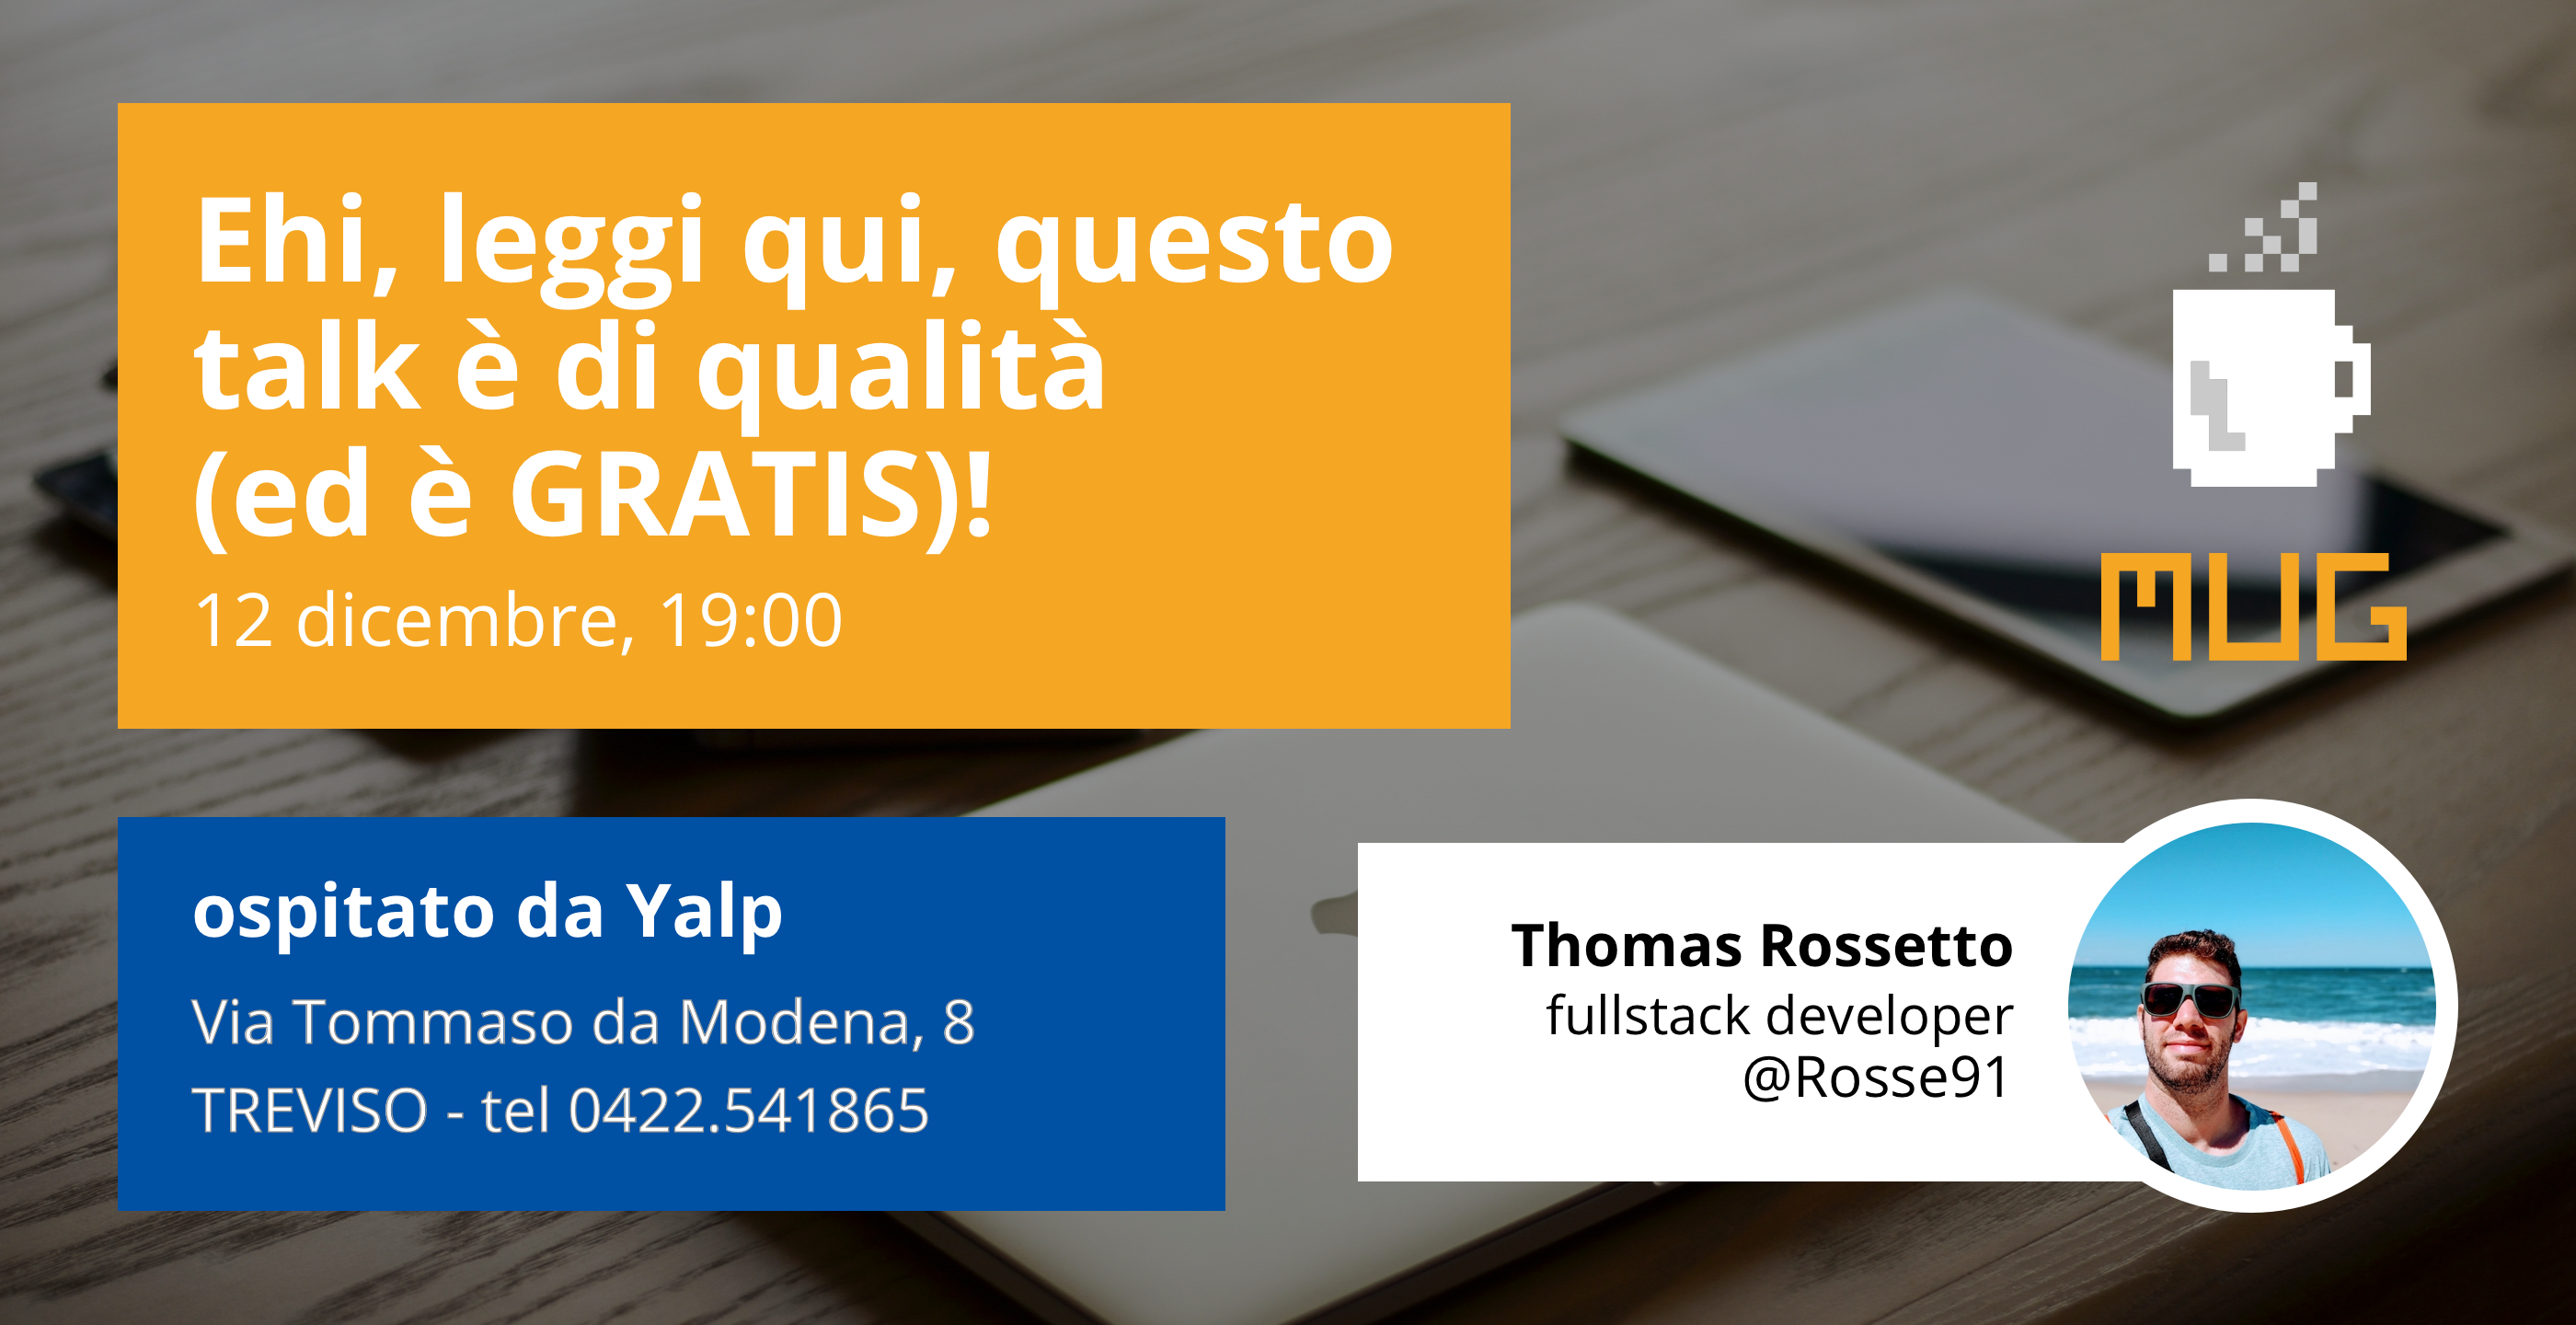 Ehi, leggi qui, questo
talk è di qualità
(ed è GRATIS)!
12 dicembre, 19:00
MUG
ospitato da Yalp
Via Tommaso da Modena, 8
TREVISO - tel 0422.541865
Thomas Rossetto
fullstack developer
@Rosse91